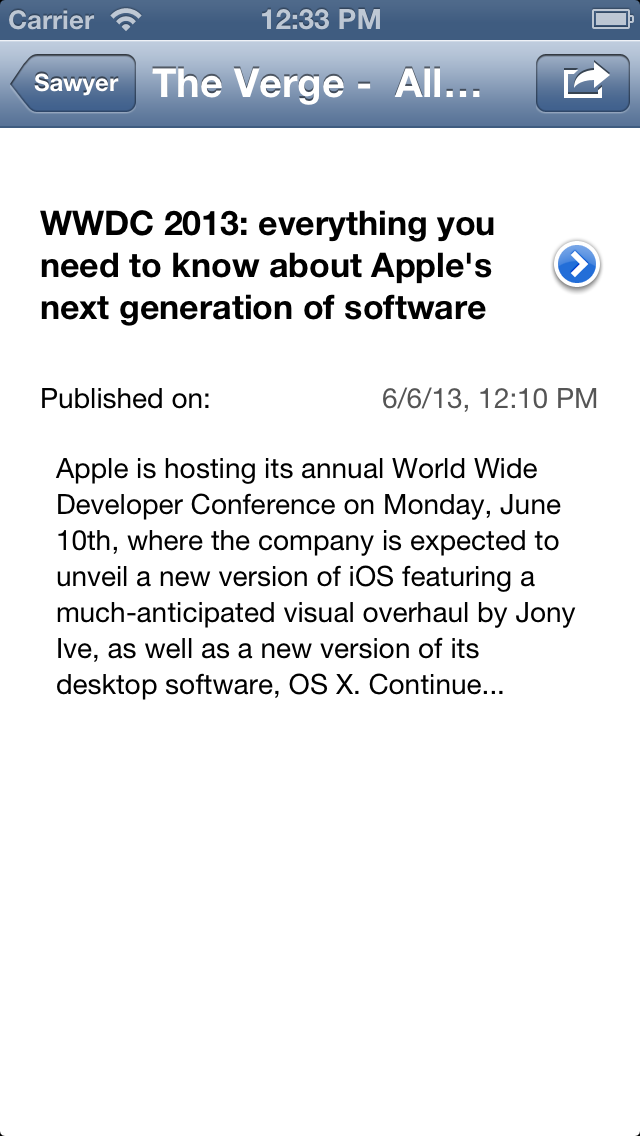 Carrier 12:33 PM
Sawyer The Verge - All...
WWDC 2013: everything you
need to know about Apple's
next generation of software
Published on: 6/6/13, 12:10 PM
Apple is hosting its annual World Wide
Developer Conference on Monday, June
10th, where the company is expected to
unveil a new version of iOS featuring a
much-anticipated visual overhaul by Jony
Ive, as well as a new version of its
desktop software, OS X. Continue...